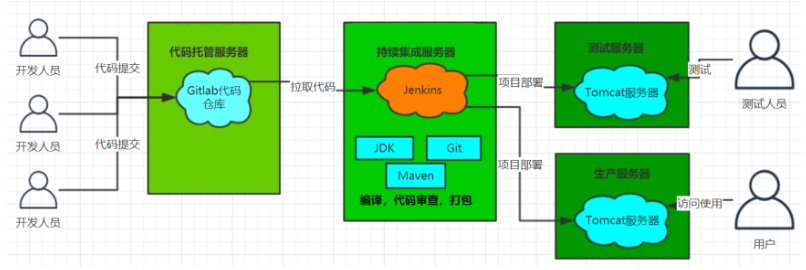 开发人员
开发人员
开发人员
代码提交
代码提交
代码托管服务器
Gitlab代码
仓库
拉取代码
持续集成服务器
Jenkins
JDK
Git
Maven
编译，代码审查，打包
项目部署
项目部署
测试服务器
Tomcat服务器
测试
测试人员
生产服务器
Tomcat服务器
访问使用
用户